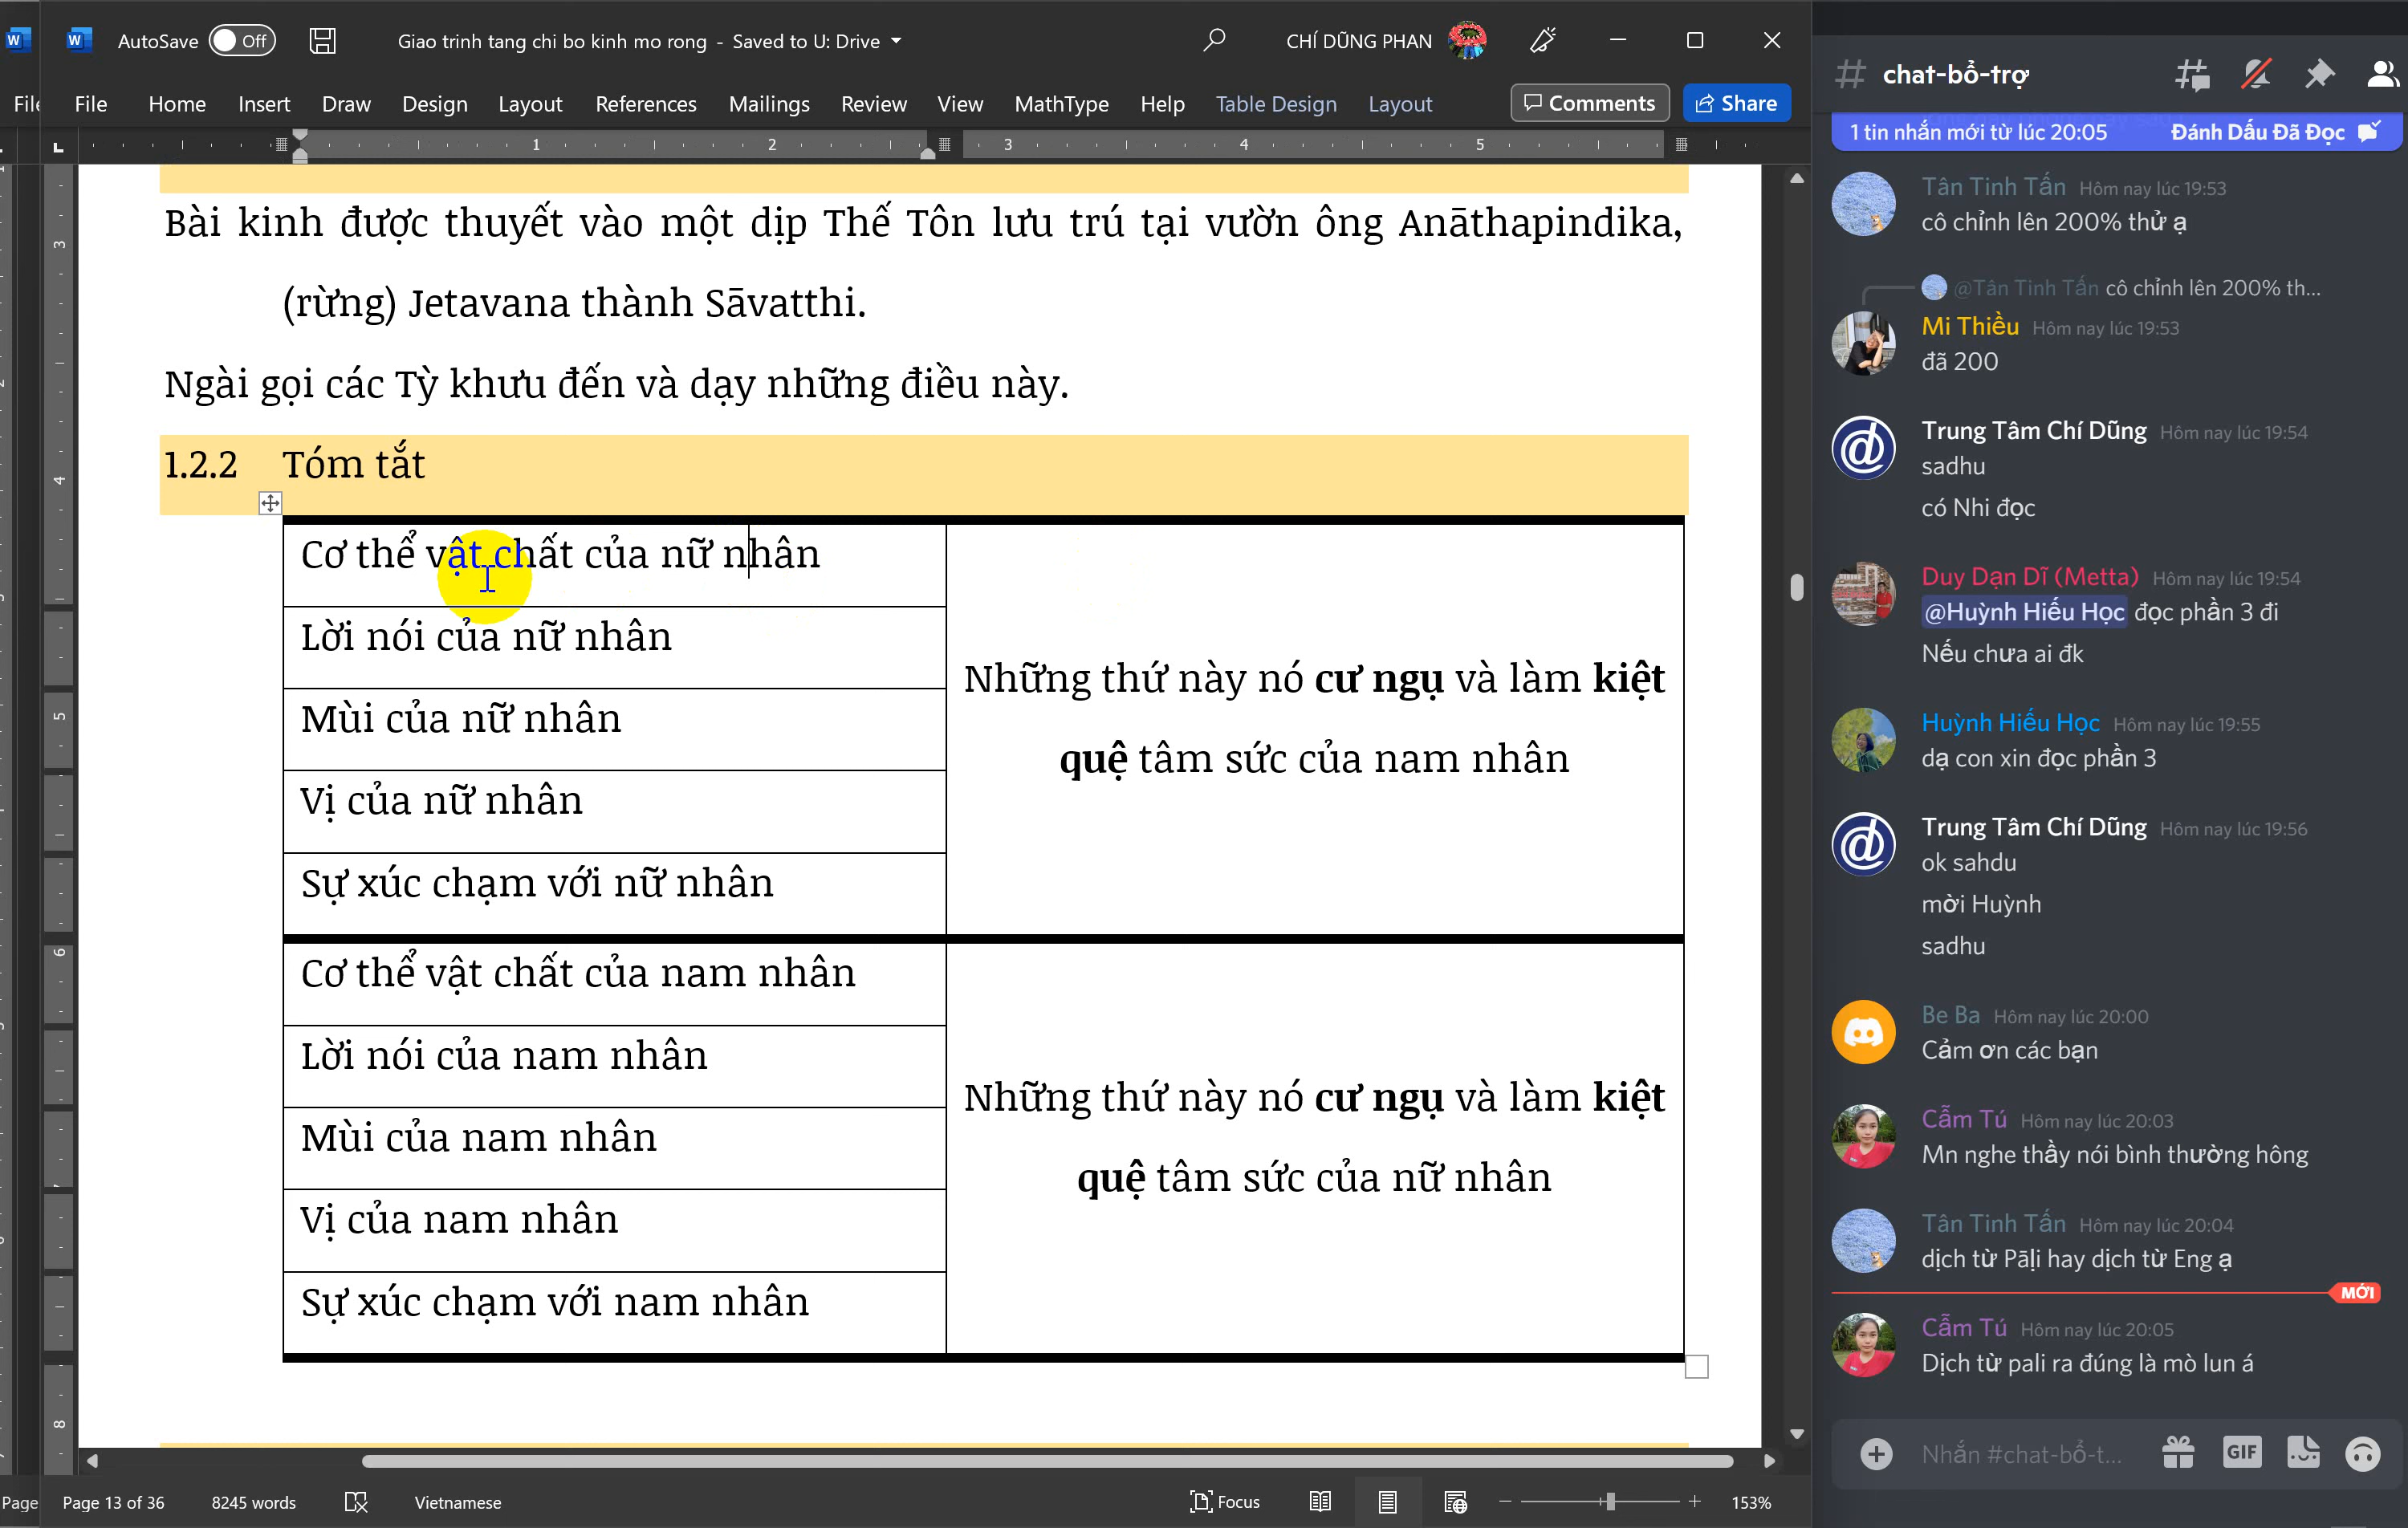 AutoSave Off
Giao trinh tang chi bo kinh mo rong - Saved to U: Drive
CHÍ DŨNG PHAN
File Home Insert Draw Design Layout References Mailings Review View MathType Help Table Design Layout
Comments Share
1 2 3 4 5
Bài kinh được thuyết vào một dịp Thế Tôn lưu trú tại vườn ông Anāthapindika,
(rừng) Jetavana thành Sāvatthi.
Ngài gọi các Tỳ khưu đến và dạy những điều này.
1.2.2 Tóm tắt
Cơ thể vật chất của nữ nhân
Lời nói của nữ nhân
Mùi của nữ nhân
Vị của nữ nhân
Sự xúc chạm với nữ nhân
Những thứ này nó cư ngụ và làm kiệt
quệ tâm sức của nam nhân
Cơ thể vật chất của nam nhân
Lời nói của nam nhân
Mùi của nam nhân
Vị của nam nhân
Sự xúc chạm với nam nhân
Những thứ này nó cư ngụ và làm kiệt
quệ tâm sức của nữ nhân
Page 13 of 36
8245 words
Vietnamese
Focus
153%
# chat-bổ-trợ
1 tin nhắn mới từ lúc 20:05
Đánh Dấu Đã Đọc
Tân Tinh Tấn Hôm nay lúc 19:53
cô chỉnh lên 200% thử ạ
@Tân Tinh Tấn cô chỉnh lên 200% th...
Mi Thiều Hôm nay lúc 19:53
đã 200
Trung Tâm Chí Dũng Hôm nay lúc 19:54
sadhu
có Nhi đọc
Duy Dạn Dĩ (Metta) Hôm nay lúc 19:54
@Huỳnh Hiếu Học đọc phần 3 đi
Nếu chưa ai đk
Huỳnh Hiếu Học Hôm nay lúc 19:55
dạ con xin đọc phần 3
Trung Tâm Chí Dũng Hôm nay lúc 19:56
ok sahdu
mời Huỳnh
sadhu
Be Ba Hôm nay lúc 20:00
Cảm ơn các bạn
Cẫm Tú Hôm nay lúc 20:03
Mn nghe thầy nói bình thường hông
Tân Tinh Tấn Hôm nay lúc 20:04
dịch từ Pāḷi hay dịch từ Eng ạ
MỚI
Cẫm Tú Hôm nay lúc 20:05
Dịch từ pali ra đúng là mò lun á
Nhắn #chat-bổ-t...
GIF